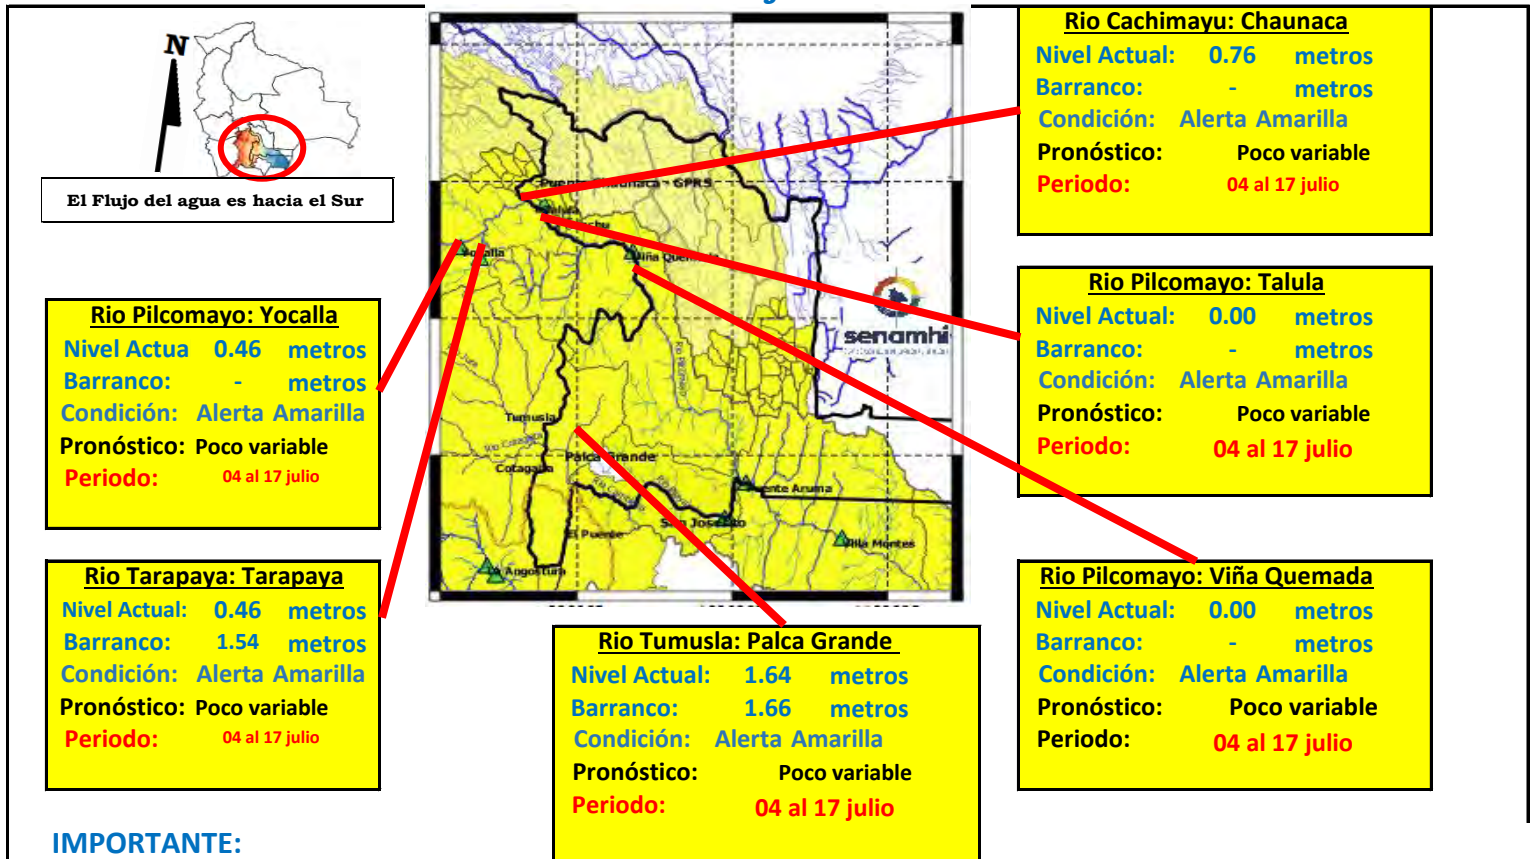 N
El Flujo del agua es hacia el Sur
Rio Cachimayu: Chaunaca
Nivel Actual: 0.76 metros
Barranco: - metros
Condición: Alerta Amarilla
Pronóstico: Poco variable
Periodo: 04 al 17 julio
Rio Pilcomayo: Talula
Nivel Actual: 0.00 metros
Barranco: - metros
Condición: Alerta Amarilla
Pronóstico: Poco variable
Periodo: 04 al 17 julio
Rio Pilcomayo: Yocalla
Nivel Actua 0.46 metros
Barranco: - metros
Condición: Alerta Amarilla
Pronóstico: Poco variable
Periodo: 04 al 17 julio
Rio Tarapaya: Tarapaya
Nivel Actual: 0.46 metros
Barranco: 1.54 metros
Condición: Alerta Amarilla
Pronóstico: Poco variable
Periodo: 04 al 17 julio
Rio Tumusla: Palca Grande
Nivel Actual: 1.64 metros
Barranco: 1.66 metros
Condición: Alerta Amarilla
Pronóstico: Poco variable
Periodo: 04 al 17 julio
Rio Pilcomayo: Viña Quemada
Nivel Actual: 0.00 metros
Barranco: - metros
Condición: Alerta Amarilla
Pronóstico: Poco variable
Periodo: 04 al 17 julio
Chaunaca - GPRS
senamhi
Tumusla
Palca Grande
El Puente
Angostura
Villa Montes
IMPORTANTE: